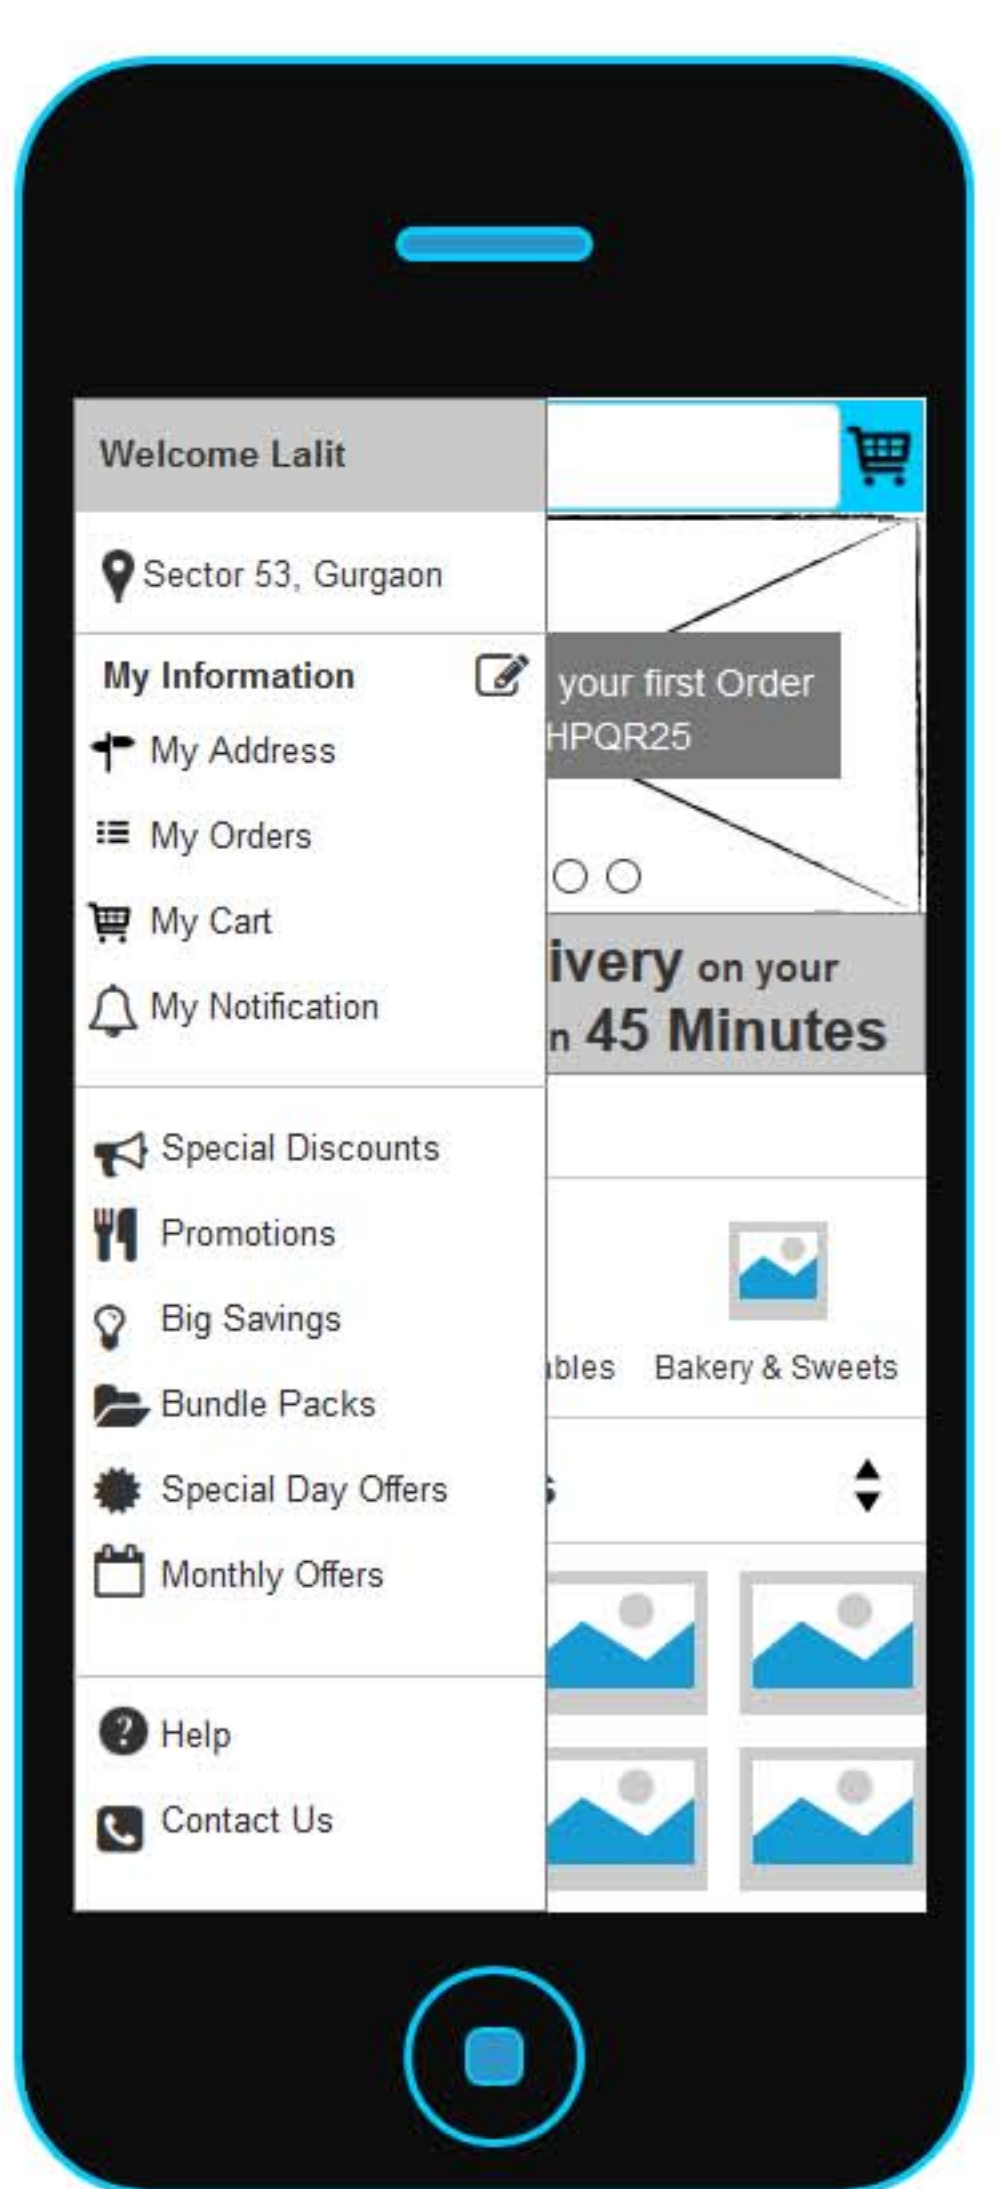 Welcome Lalit
Sector 53, Gurgaon
My Information
My Address
My Orders
My Cart
My Notification
Special Discounts
Promotions
Big Savings
Bundle Packs
Special Day Offers
Monthly Offers
Help
Contact Us
your first Order
HPQR25
ivery on your
n 45 Minutes
ables Bakery & Sweets
s